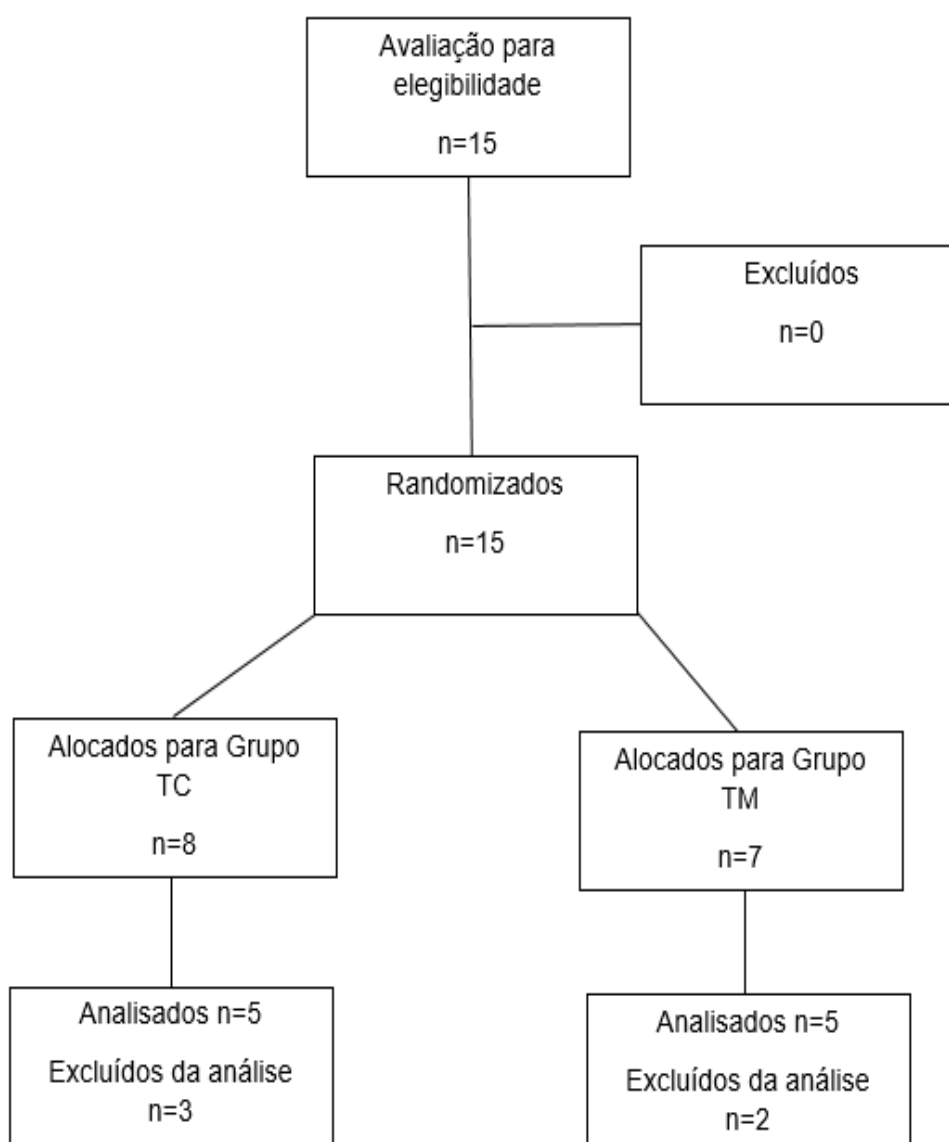 Avaliação para
elegibilidade
n=15
Excluídos
n=0
Randomizados
n=15
Alocados para Grupo
TC
n=8
Alocados para Grupo
TM
n=7
Analisados n=5
Excluídos da análise
n=3
Analisados n=5
Excluídos da análise
n=2